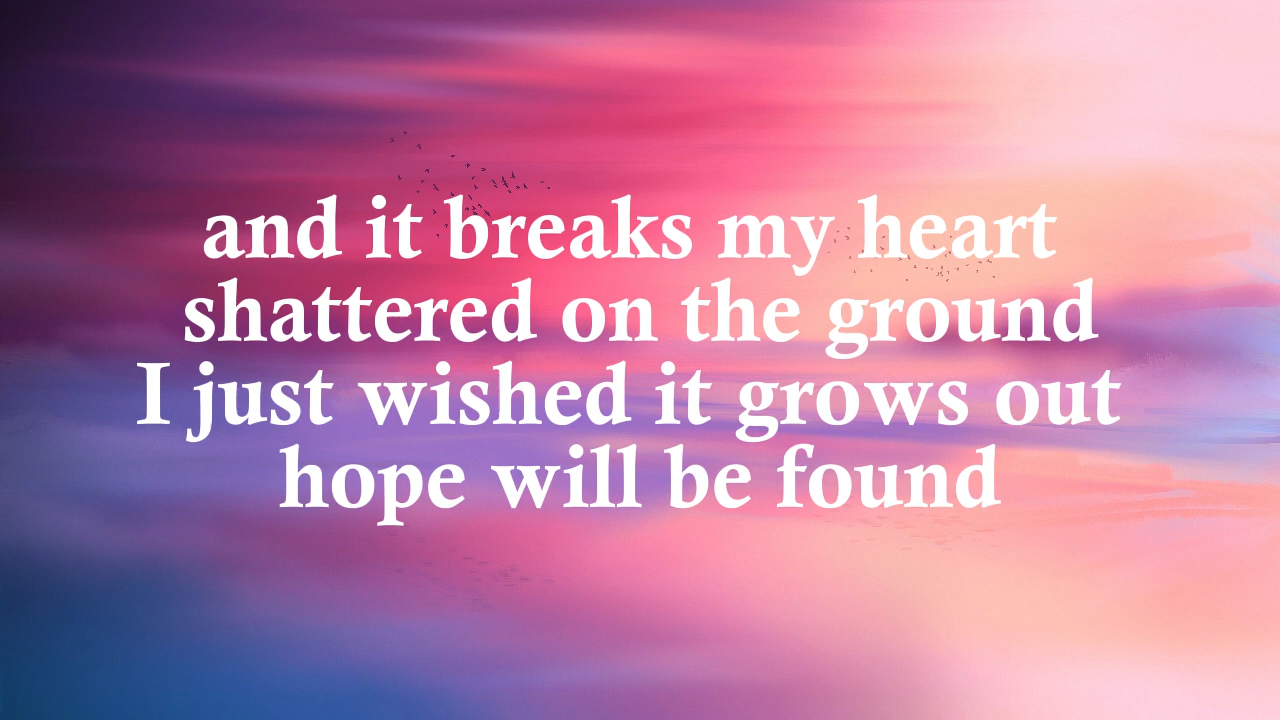 and it breaks my heart
shattered on the ground
I just wished it grows out
hope will be found